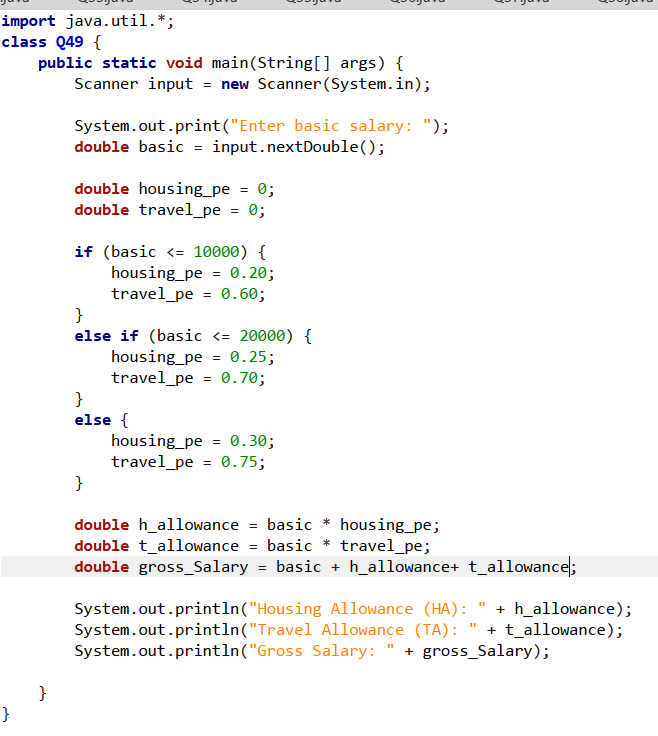 import java.util.*;
class Q49 {
    public static void main(String[] args) {
        Scanner input = new Scanner(System.in);

        System.out.print("Enter basic salary: ");
        double basic = input.nextDouble();

        double housing_pe = 0;
        double travel_pe = 0;

        if (basic <= 10000) {
            housing_pe = 0.20;
            travel_pe = 0.60;
        }
        else if (basic <= 20000) {
            housing_pe = 0.25;
            travel_pe = 0.70;
        }
        else {
            housing_pe = 0.30;
            travel_pe = 0.75;
        }

        double h_allowance = basic * housing_pe;
        double t_allowance = basic * travel_pe;
        double gross_Salary = basic + h_allowance+ t_allowance;

        System.out.println("Housing Allowance (HA): " + h_allowance);
        System.out.println("Travel Allowance (TA): " + t_allowance);
        System.out.println("Gross Salary: " + gross_Salary);

    }
}